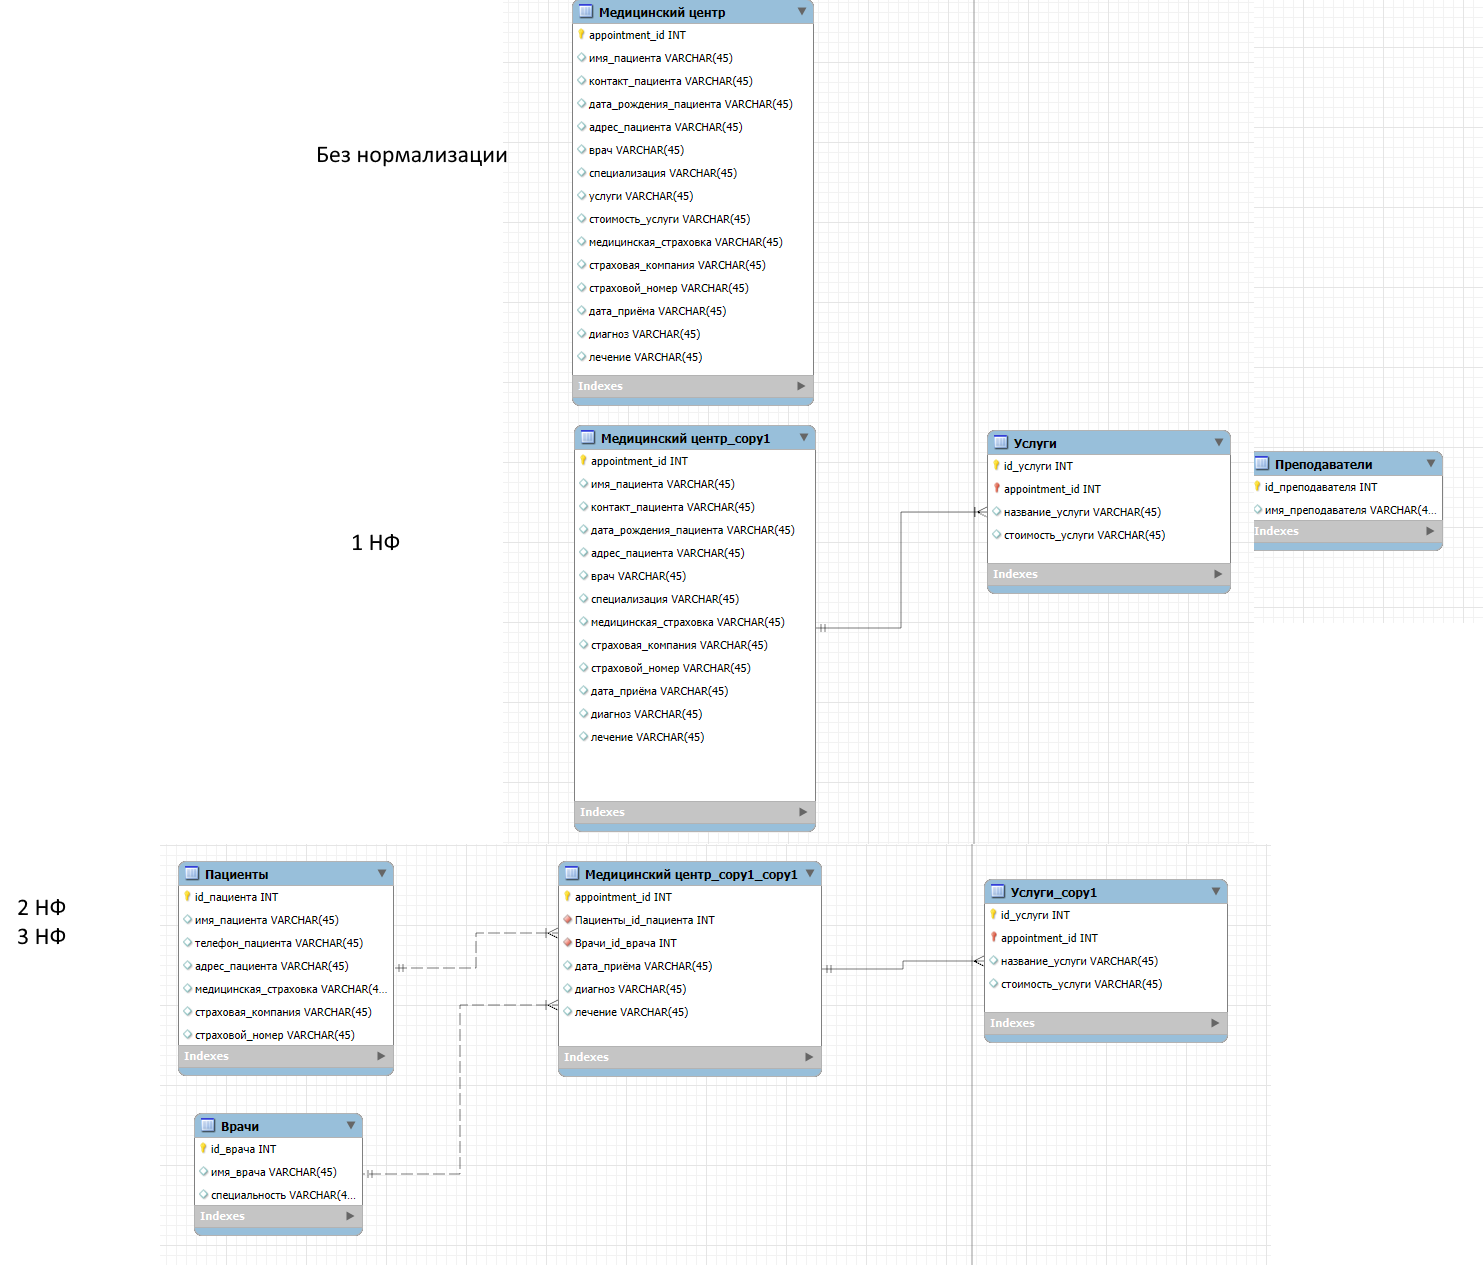 Медицинский центр
appointment_id INT
имя_пациента VARCHAR(45)
контакт_пациента VARCHAR(45)
дата_рождения_пациента VARCHAR(45)
адрес_пациента VARCHAR(45)
врач VARCHAR(45)
специализация VARCHAR(45)
услуги VARCHAR(45)
стоимость_услуги VARCHAR(45)
медицинская_страховка VARCHAR(45)
страховая_компания VARCHAR(45)
страховой_номер VARCHAR(45)
дата_приёма VARCHAR(45)
диагноз VARCHAR(45)
лечение VARCHAR(45)
Indexes
Без нормализации
Медицинский центр_copy1
appointment_id INT
имя_пациента VARCHAR(45)
контакт_пациента VARCHAR(45)
дата_рождения_пациента VARCHAR(45)
адрес_пациента VARCHAR(45)
врач VARCHAR(45)
специализация VARCHAR(45)
медицинская_страховка VARCHAR(45)
страховая_компания VARCHAR(45)
страховой_номер VARCHAR(45)
дата_приёма VARCHAR(45)
диагноз VARCHAR(45)
лечение VARCHAR(45)
Indexes
Услуги
id_услуги INT
appointment_id INT
название_услуги VARCHAR(45)
стоимость_услуги VARCHAR(45)
Indexes
Преподаватели
id_преподавателя INT
имя_преподавателя VARCHAR(4...
Indexes
1 НФ
2 НФ
3 НФ
Пациенты
id_пациента INT
имя_пациента VARCHAR(45)
телефон_пациента VARCHAR(45)
адрес_пациента VARCHAR(45)
медицинская_страховка VARCHAR(4...
страховая_компания VARCHAR(45)
страховой_номер VARCHAR(45)
Indexes
Медицинский центр_copy1_copy1
appointment_id INT
Пациенты_id_пациента INT
Врачи_id_врача INT
дата_приёма VARCHAR(45)
диагноз VARCHAR(45)
лечение VARCHAR(45)
Indexes
Услуги_copy1
id_услуги INT
appointment_id INT
название_услуги VARCHAR(45)
стоимость_услуги VARCHAR(45)
Indexes
Врачи
id_врача INT
имя_врача VARCHAR(45)
специальность VARCHAR(4...
Indexes